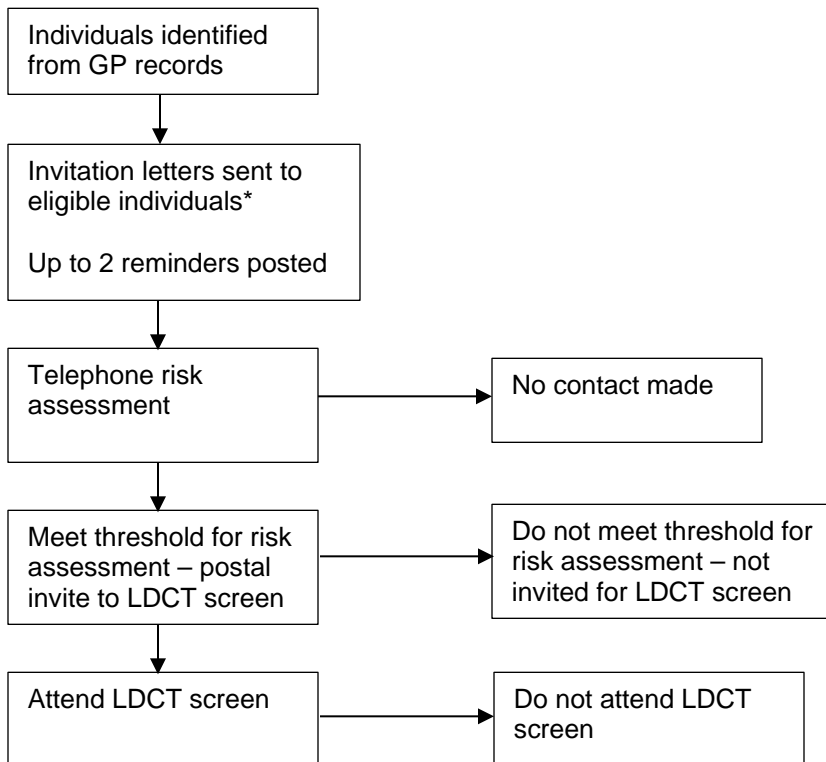 Individuals identified
from GP records
Invitation letters sent to
eligible individuals*
Up to 2 reminders posted
Telephone risk
assessment
No contact made
Meet threshold for risk
assessment – postal
invite to LDCT screen
Do not meet threshold for
risk assessment – not
invited for LDCT screen
Attend LDCT screen
Do not attend LDCT
screen